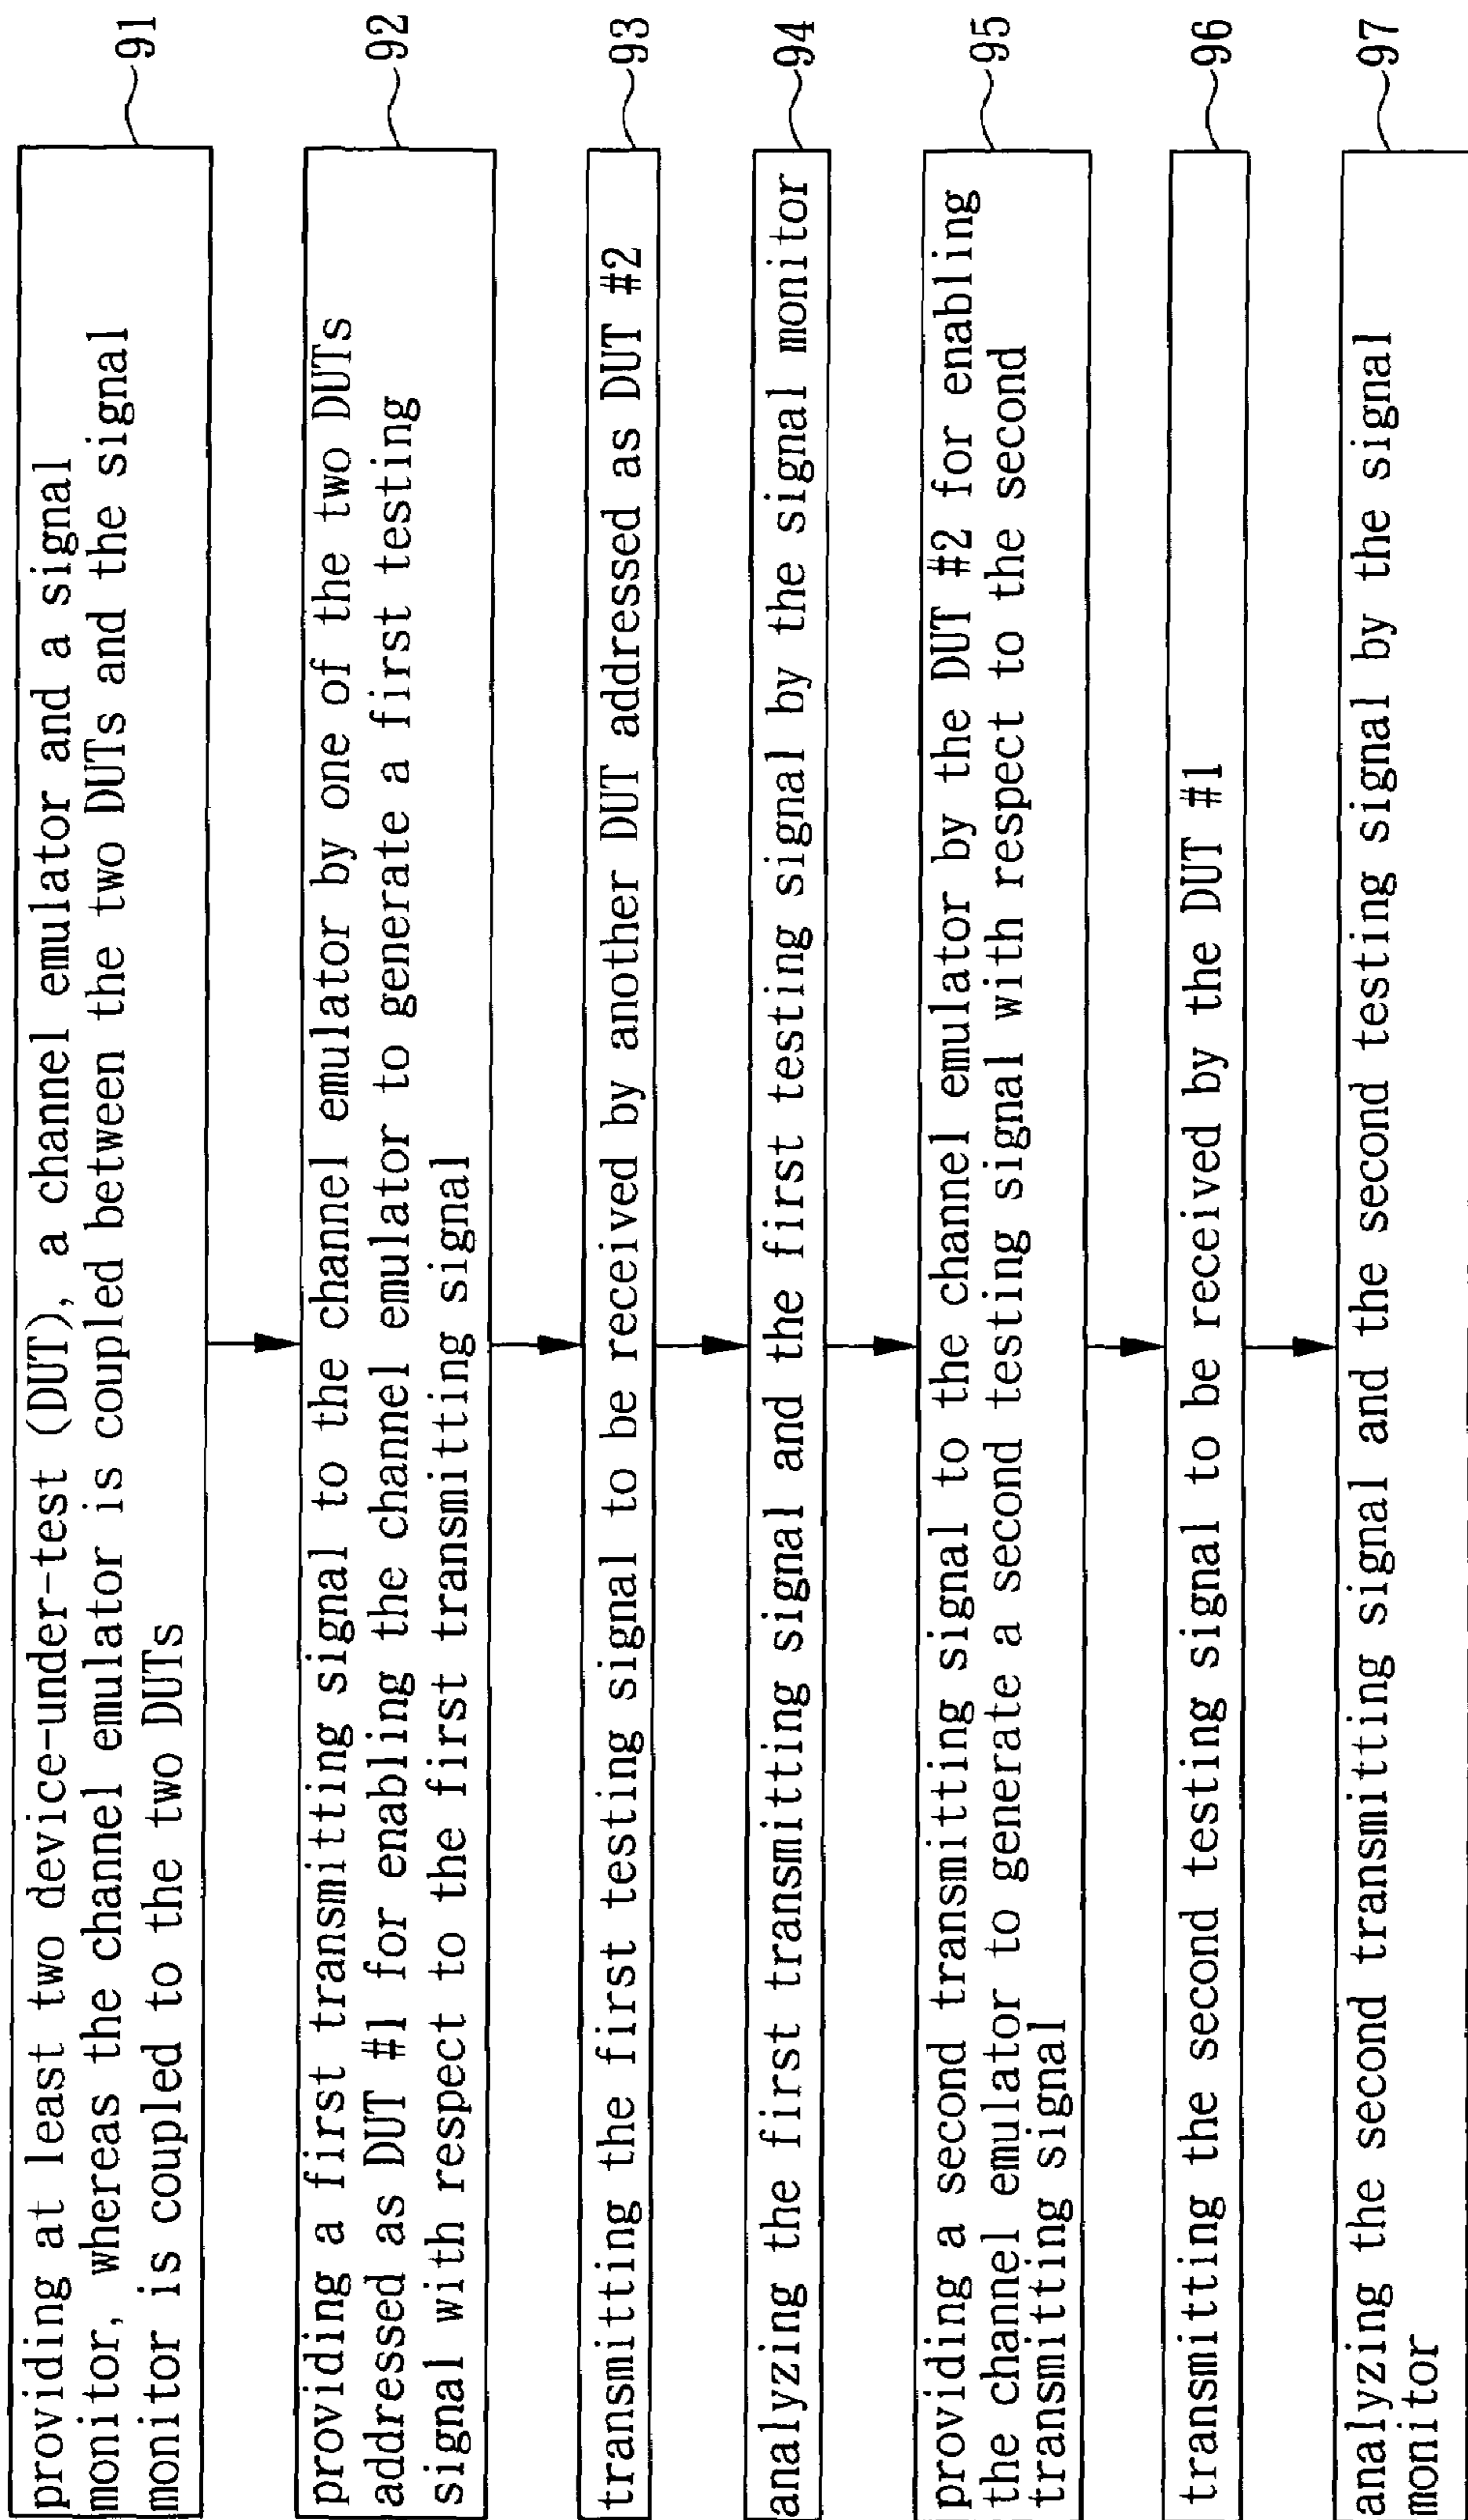 providing at least two device-under-test (DUT), a channel emulator and a signal
monitor, whereas the channel emulator is coupled between the two DUTs and the signal
monitor is coupled to the two DUTs
91
providing a first transmitting signal to the channel emulator by one of the two DUTs
addressed as DUT #1 for enabling the channel emulator to generate a first testing
signal with respect to the first transmitting signal
92
transmitting the first testing signal to be received by another DUT addressed as DUT #2
93
analyzing the first transmitting signal and the first testing signal by the signal monitor
94
providing a second transmitting signal to the channel emulator by the DUT #2 for enabling
the channel emulator to generate a second testing signal with respect to the second
transmitting signal
95
transmitting the second testing signal to be received by the DUT #1
96
analyzing the second transmitting signal and the second testing signal by the signal
monitor
97